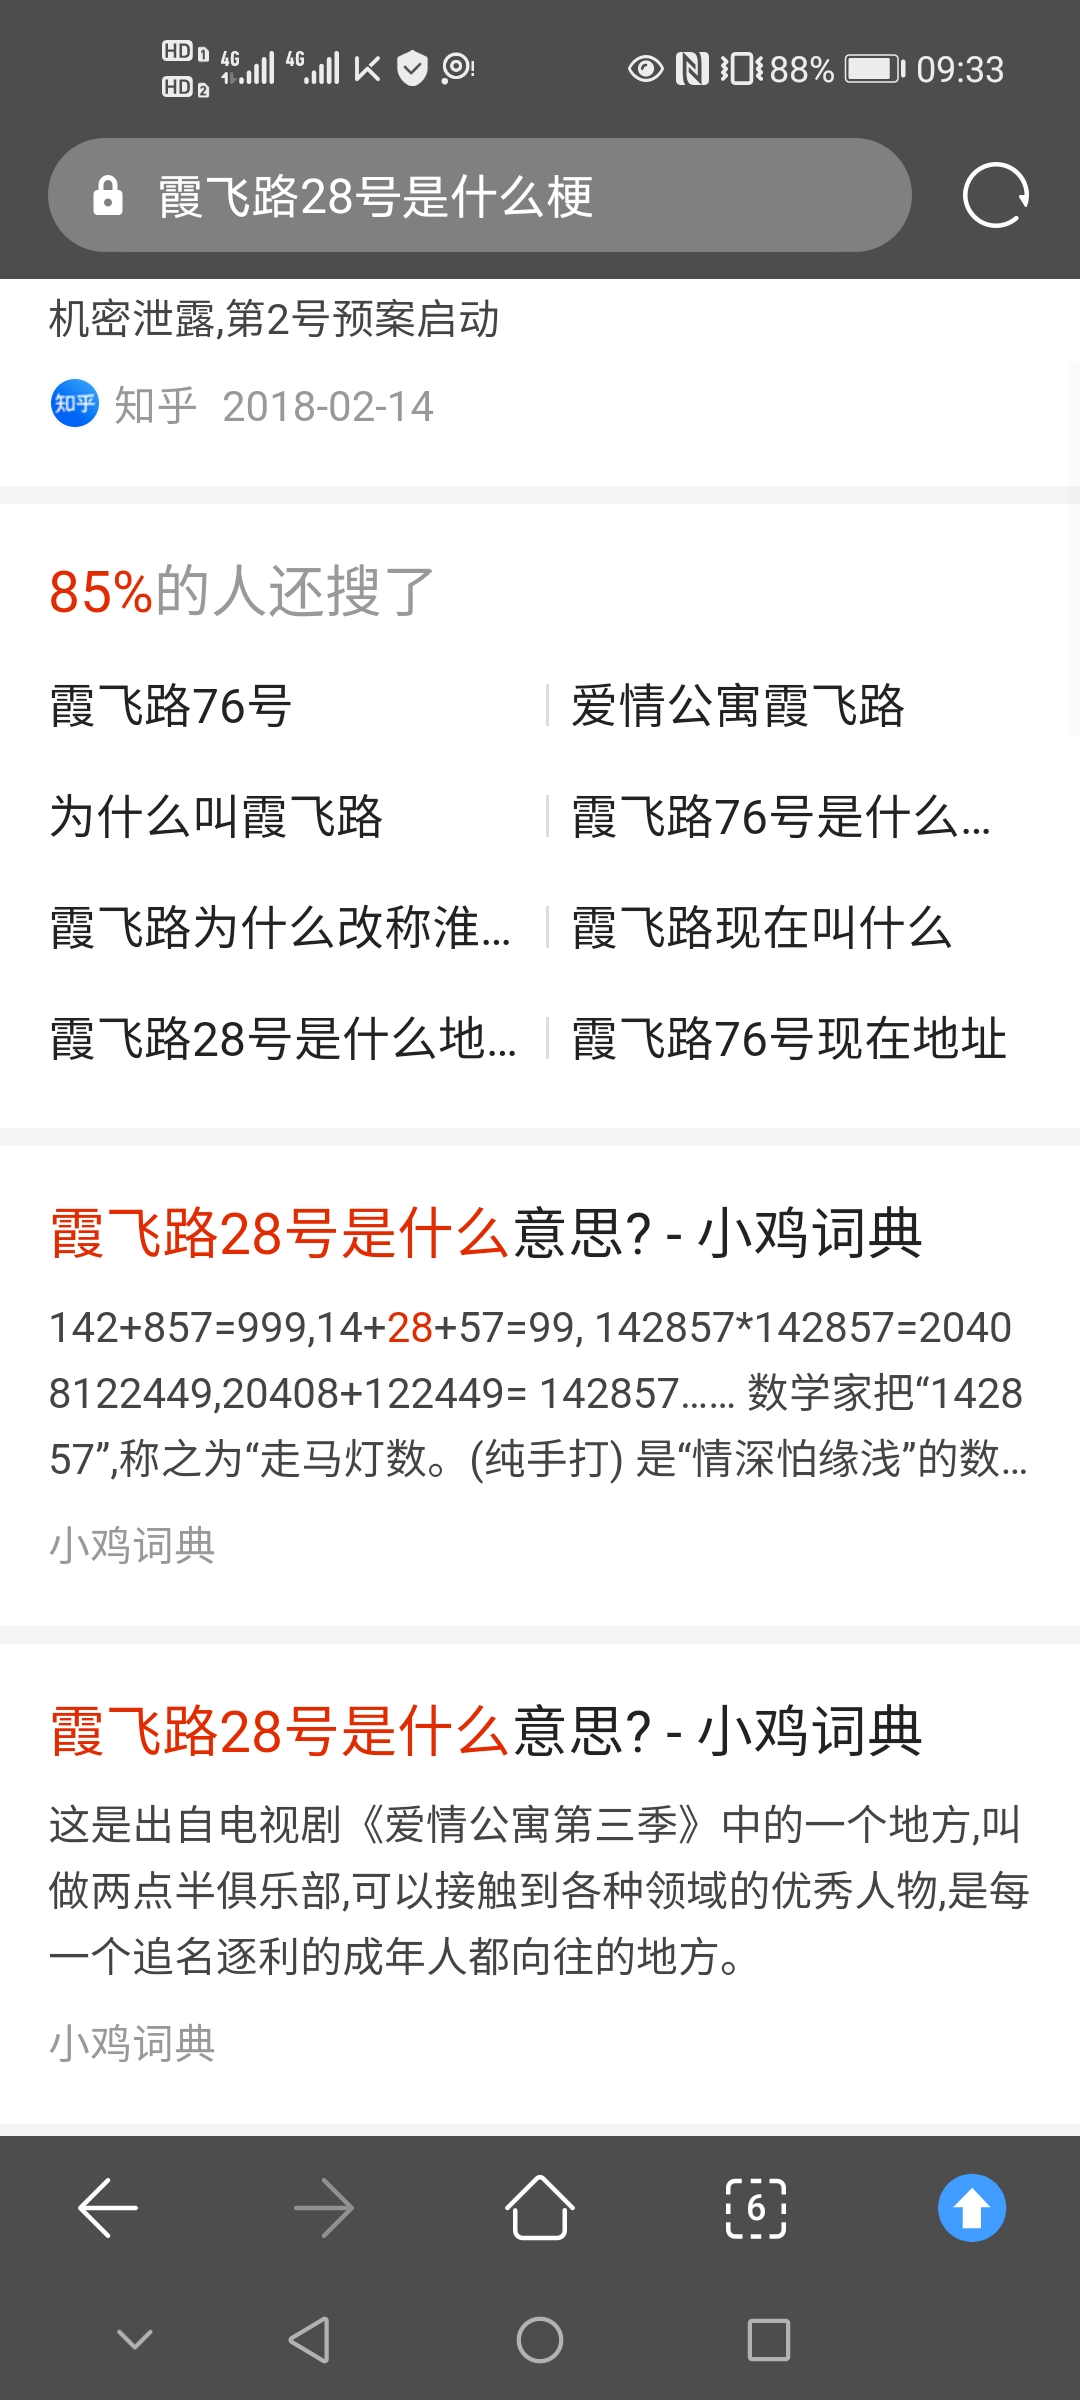 HD 1 4G 4G 88% 09:33
HD 2
霞飞路28号是什么梗
机密泄露,第2号预案启动
知乎 知乎 2018-02-14
85%的人还搜了
霞飞路76号 爱情公寓霞飞路
为什么叫霞飞路 霞飞路76号是什么...
霞飞路为什么改称淮... 霞飞路现在叫什么
霞飞路28号是什么地... 霞飞路76号现在地址
霞飞路28号是什么意思? - 小鸡词典
142+857=999,14+28+57=99, 142857*142857=2040
8122449,20408+122449= 142857...... 数学家把“1428
57”,称之为“走马灯数。(纯手打) 是“情深怕缘浅”的数...
小鸡词典
霞飞路28号是什么意思? - 小鸡词典
这是出自电视剧《爱情公寓第三季》中的一个地方,叫
做两点半俱乐部,可以接触到各种领域的优秀人物,是每
一个追名逐利的成年人都向往的地方。
小鸡词典
6